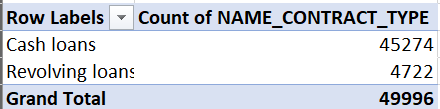 Row Labels Count of NAME_CONTRACT_TYPE
Cash loans 45274
Revolving loans 4722
Grand Total 49996